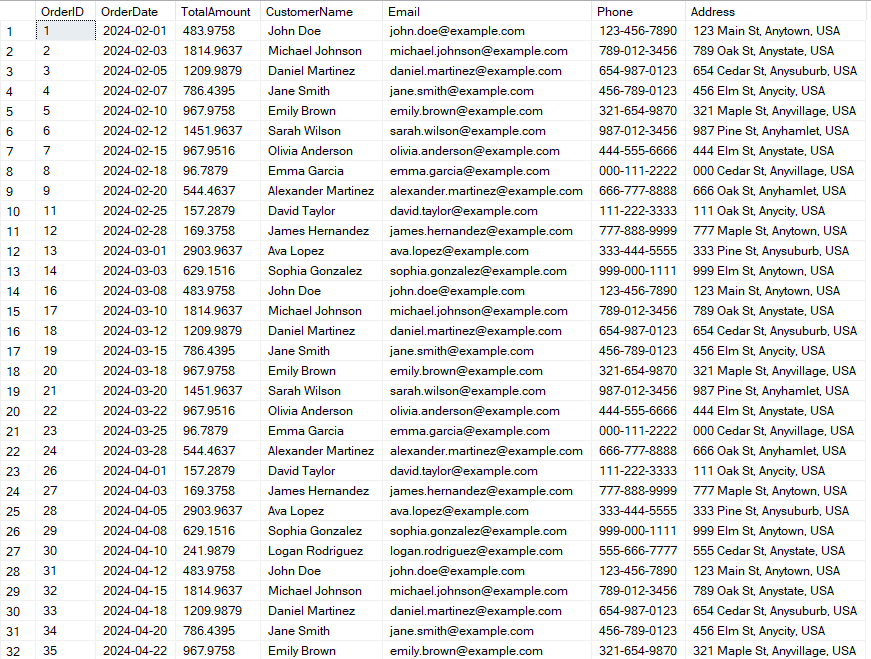 OrderID OrderDate TotalAmount CustomerName Email Phone Address
1 1 2024-02-01 483.9758 John Doe john.doe@example.com 123-456-7890 123 Main St, Anytown, USA
2 2 2024-02-03 1814.9637 Michael Johnson michael.johnson@example.com 789-012-3456 789 Oak St, Anystate, USA
3 3 2024-02-05 1209.9879 Daniel Martinez daniel.martinez@example.com 654-987-0123 654 Cedar St, Anysuburb, USA
4 4 2024-02-07 786.4395 Jane Smith jane.smith@example.com 456-789-0123 456 Elm St, Anycity, USA
5 5 2024-02-10 967.9758 Emily Brown emily.brown@example.com 321-654-9870 321 Maple St, Anyvillage, USA
6 6 2024-02-12 1451.9637 Sarah Wilson sarah.wilson@example.com 987-012-3456 987 Pine St, Anyhamlet, USA
7 7 2024-02-15 967.9516 Olivia Anderson olivia.anderson@example.com 444-555-6666 444 Elm St, Anystate, USA
8 8 2024-02-18 96.7879 Emma Garcia emma.garcia@example.com 000-111-2222 000 Cedar St, Anyvillage, USA
9 9 2024-02-20 544.4637 Alexander Martinez alexander.martinez@example.com 666-777-8888 666 Oak St, Anyhamlet, USA
10 11 2024-02-25 157.2879 David Taylor david.taylor@example.com 111-222-3333 111 Oak St, Anycity, USA
11 12 2024-02-28 169.3758 James Hernandez james.hernandez@example.com 777-888-9999 777 Maple St, Anytown, USA
12 13 2024-03-01 2903.9637 Ava Lopez ava.lopez@example.com 333-444-5555 333 Pine St, Anysuburb, USA
13 14 2024-03-03 629.1516 Sophia Gonzalez sophia.gonzalez@example.com 999-000-1111 999 Elm St, Anytown, USA
14 16 2024-03-08 483.9758 John Doe john.doe@example.com 123-456-7890 123 Main St, Anytown, USA
15 17 2024-03-10 1814.9637 Michael Johnson michael.johnson@example.com 789-012-3456 789 Oak St, Anystate, USA
16 18 2024-03-12 1209.9879 Daniel Martinez daniel.martinez@example.com 654-987-0123 654 Cedar St, Anysuburb, USA
17 19 2024-03-15 786.4395 Jane Smith jane.smith@example.com 456-789-0123 456 Elm St, Anycity, USA
18 20 2024-03-18 967.9758 Emily Brown emily.brown@example.com 321-654-9870 321 Maple St, Anyvillage, USA
19 21 2024-03-20 1451.9637 Sarah Wilson sarah.wilson@example.com 987-012-3456 987 Pine St, Anyhamlet, USA
20 22 2024-03-22 967.9516 Olivia Anderson olivia.anderson@example.com 444-555-6666 444 Elm St, Anystate, USA
21 23 2024-03-25 96.7879 Emma Garcia emma.garcia@example.com 000-111-2222 000 Cedar St, Anyvillage, USA
22 24 2024-03-28 544.4637 Alexander Martinez alexander.martinez@example.com 666-777-8888 666 Oak St, Anyhamlet, USA
23 26 2024-04-01 157.2879 David Taylor david.taylor@example.com 111-222-3333 111 Oak St, Anycity, USA
24 27 2024-04-03 169.3758 James Hernandez james.hernandez@example.com 777-888-9999 777 Maple St, Anytown, USA
25 28 2024-04-05 2903.9637 Ava Lopez ava.lopez@example.com 333-444-5555 333 Pine St, Anysuburb, USA
26 29 2024-04-08 629.1516 Sophia Gonzalez sophia.gonzalez@example.com 999-000-1111 999 Elm St, Anytown, USA
27 30 2024-04-10 241.9879 Logan Rodriguez logan.rodriguez@example.com 555-666-7777 555 Cedar St, Anystate, USA
28 31 2024-04-12 483.9758 John Doe john.doe@example.com 123-456-7890 123 Main St, Anytown, USA
29 32 2024-04-15 1814.9637 Michael Johnson michael.johnson@example.com 789-012-3456 789 Oak St, Anystate, USA
30 33 2024-04-18 1209.9879 Daniel Martinez daniel.martinez@example.com 654-987-0123 654 Cedar St, Anysuburb, USA
31 34 2024-04-20 786.4395 Jane Smith jane.smith@example.com 456-789-0123 456 Elm St, Anycity, USA
32 35 2024-04-22 967.9758 Emily Brown emily.brown@example.com 321-654-9870 321 Maple St, Anyvillage, USA